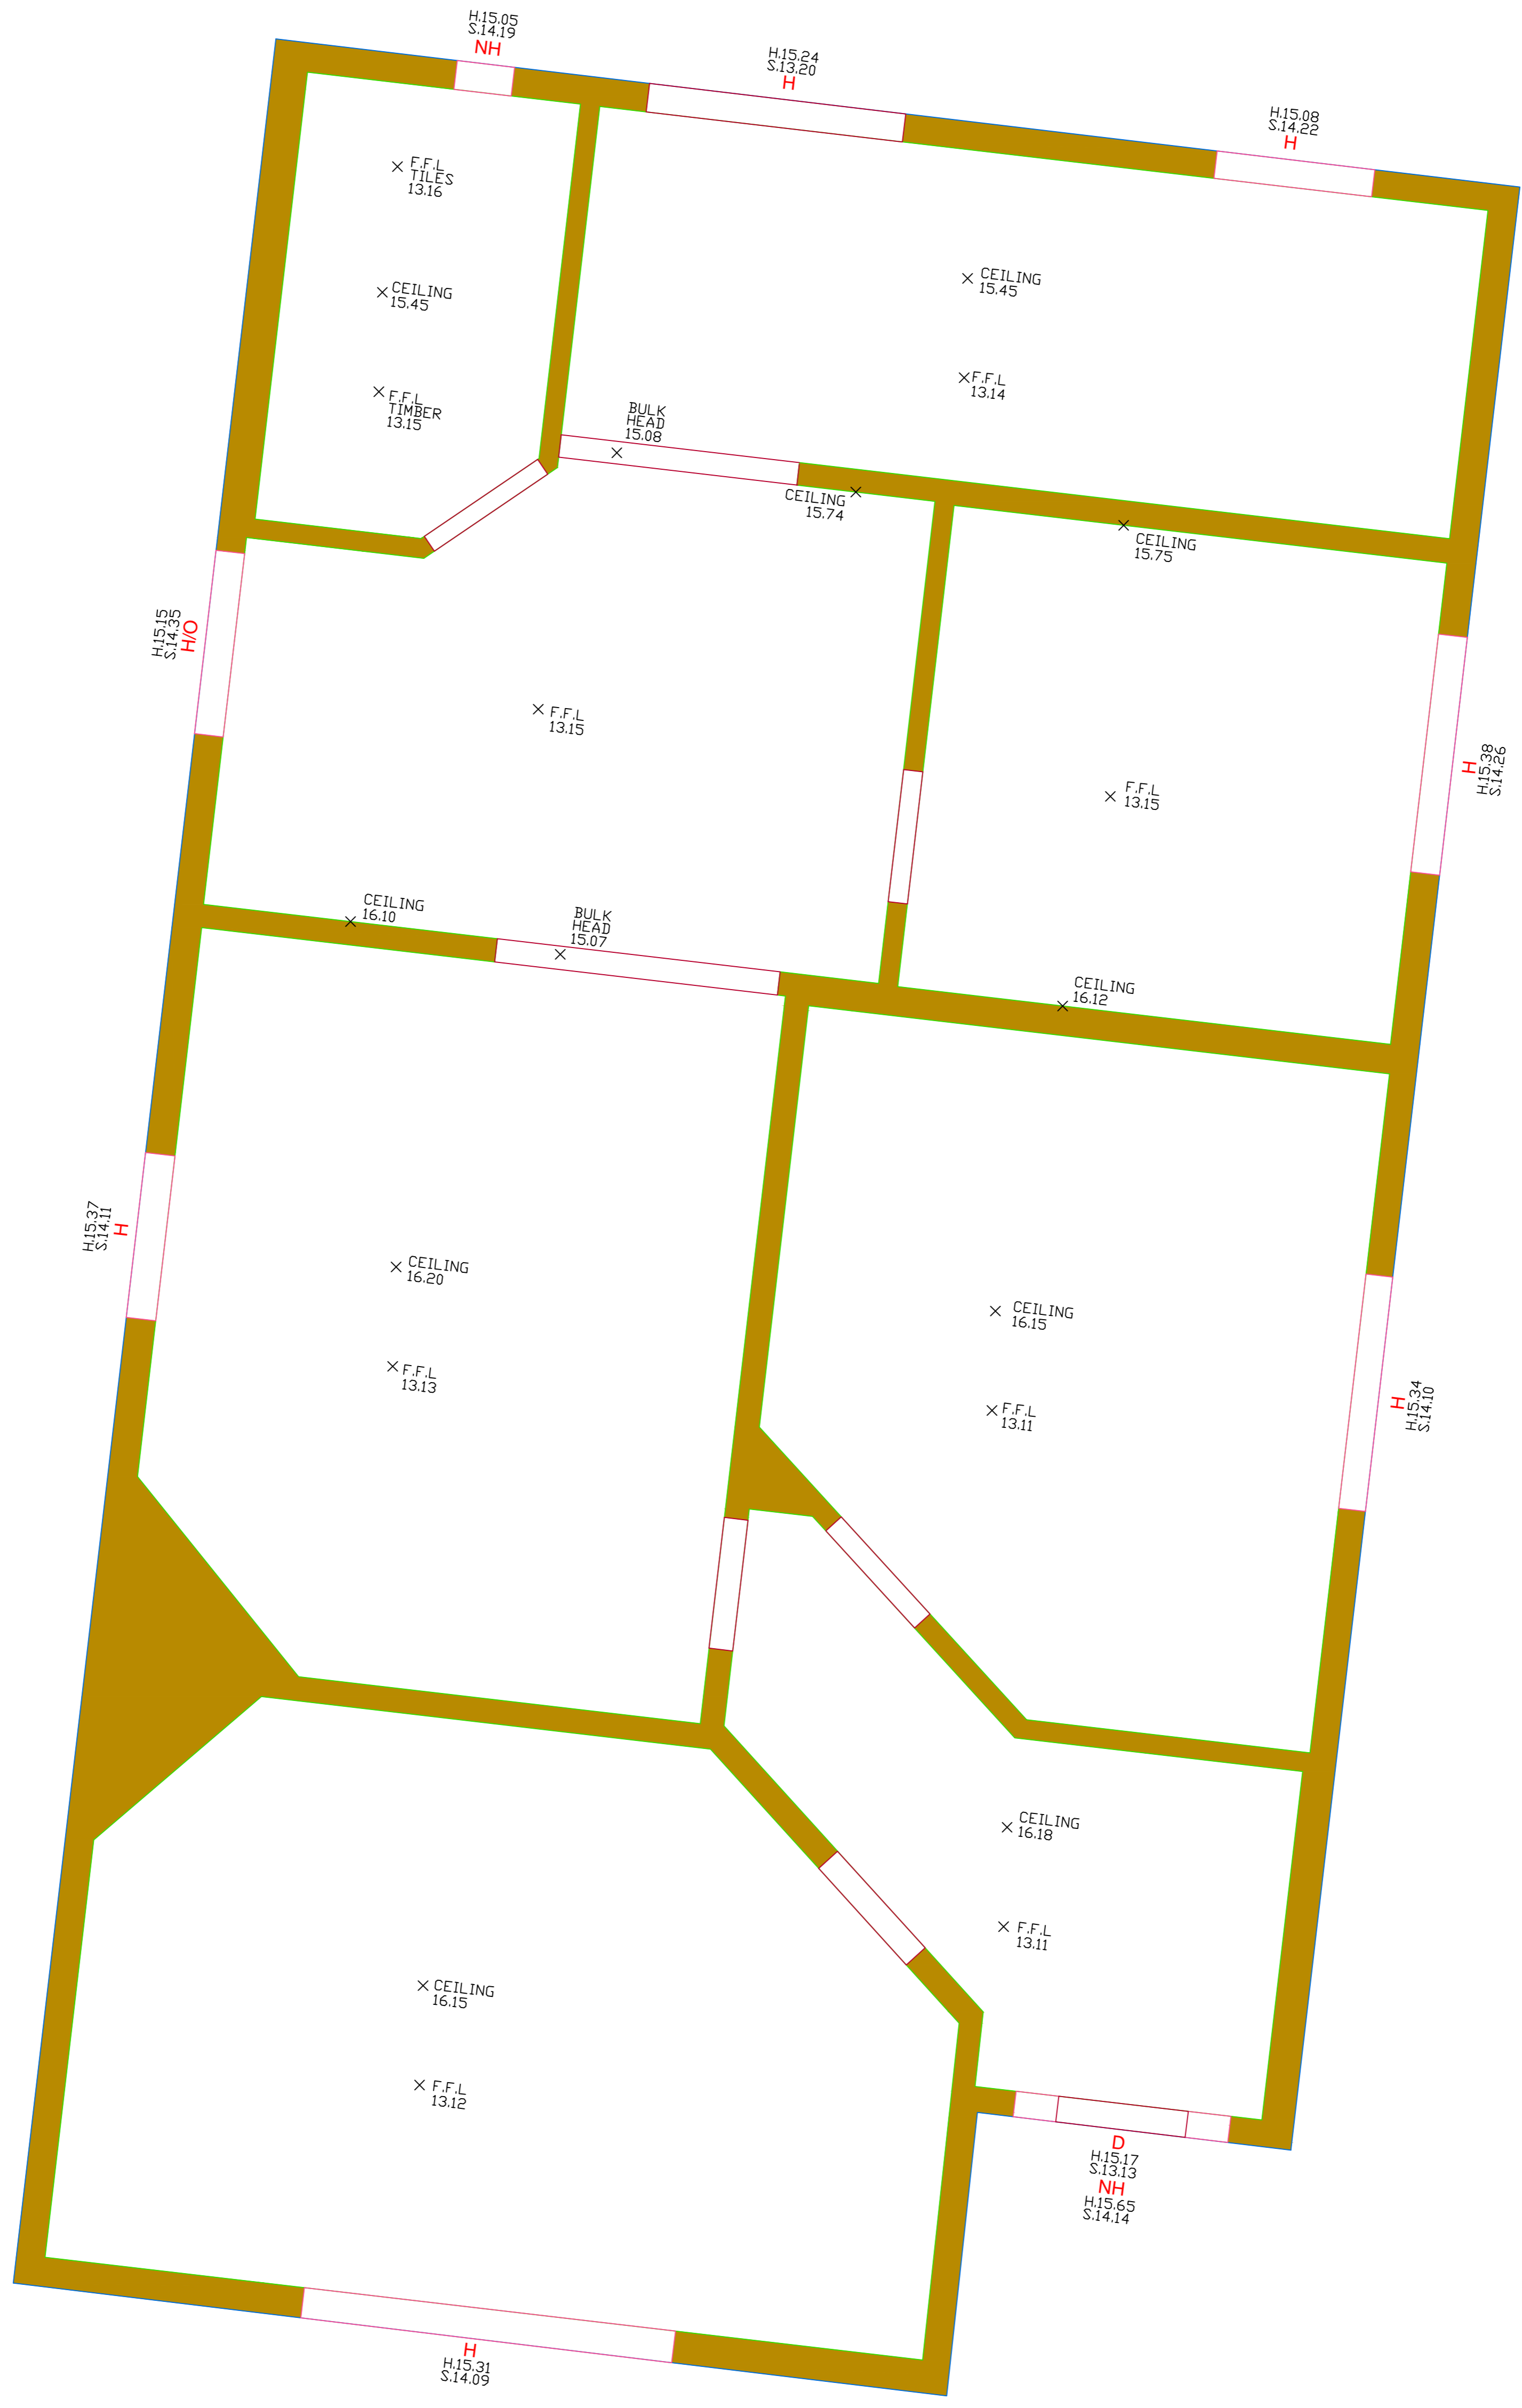 H.15.05
S.14.19
NH
H.15.24
S.13.20
H
H.15.08
S.14.22
H
F.F.L
TILES
13.16
CEILING
15.45
CEILING
15.45
F.F.L
13.14
F.F.L
TIMBER
13.15
BULK
HEAD
15.08
CEILING
15.74
CEILING
15.75
H.15.15
S.14.35
H/O
F.F.L
13.15
F.F.L
13.15
H
H.15.38
S.14.26
CEILING
16.10
BULK
HEAD
15.07
CEILING
16.12
H.15.37
S.14.11
H
CEILING
16.20
F.F.L
13.13
CEILING
16.15
F.F.L
13.11
H
H.15.34
S.14.10
CEILING
16.18
F.F.L
13.11
CEILING
16.15
F.F.L
13.12
D
H.15.17
S.13.13
NH
H.15.65
S.14.14
H
H.15.31
S.14.09